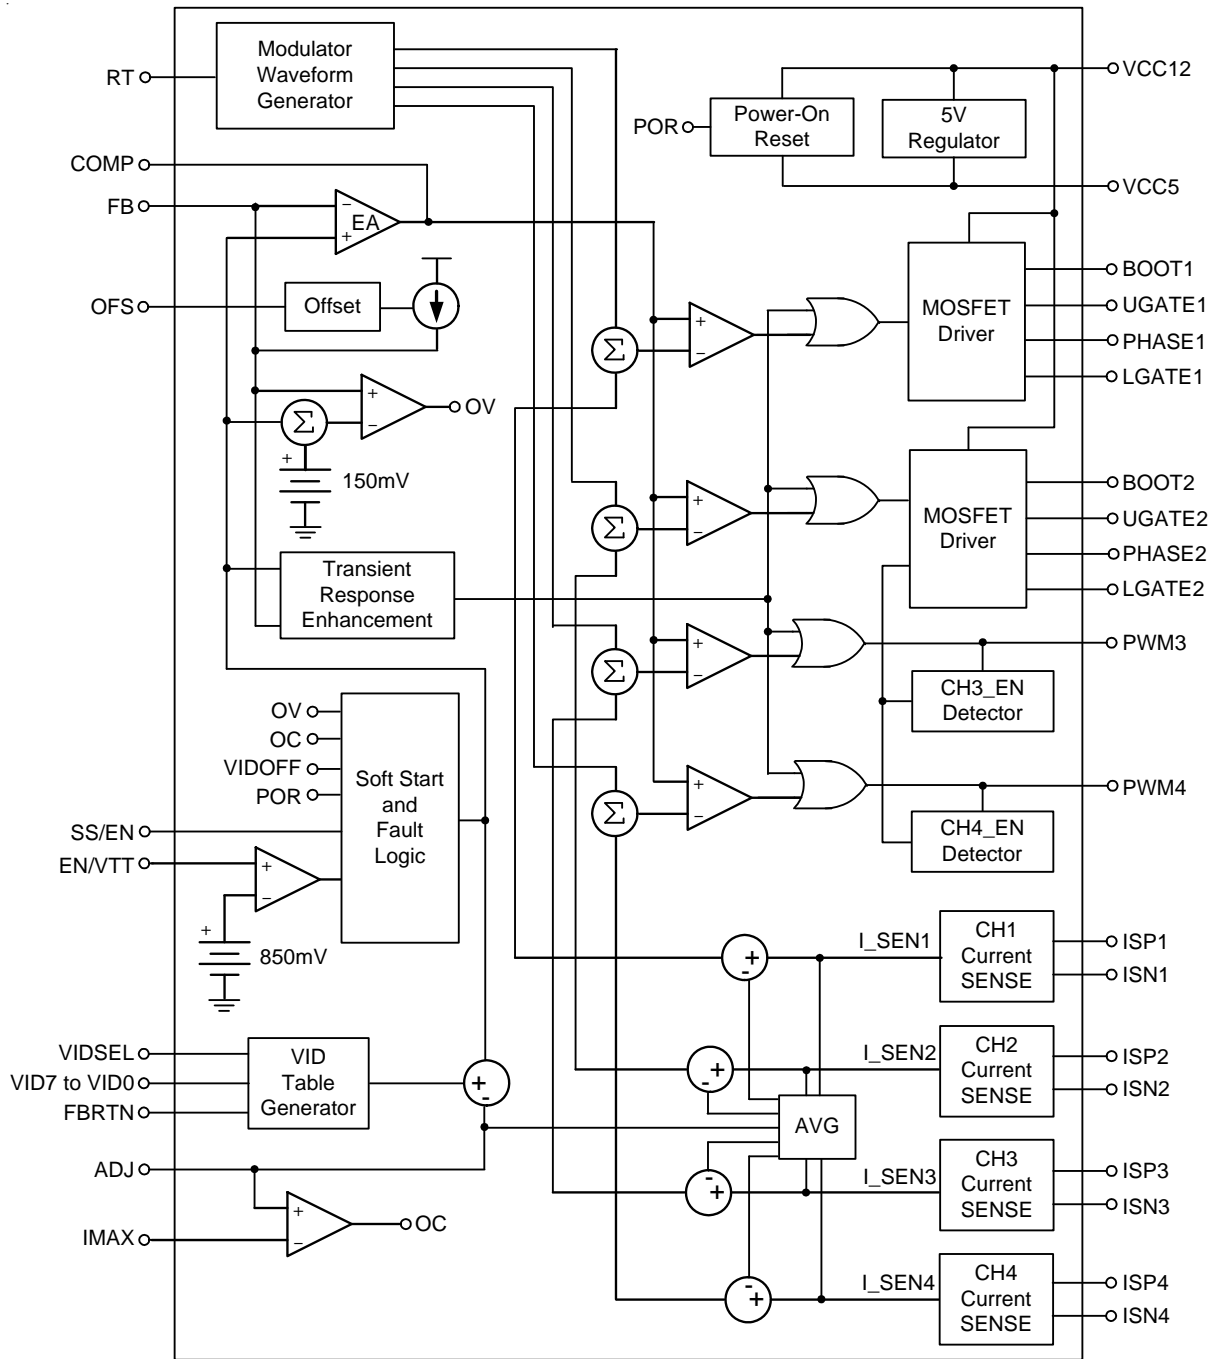 Modulator
Waveform
Generator
RT
COMP
FB
EA
−
+
OFS
Offset
POR
Power-On
Reset
5V
Regulator
VCC12
VCC5
MOSFET
Driver
BOOT1
UGATE1
PHASE1
LGATE1
+
−
Σ
+
−
OV
Σ
+
150mV
Σ
+
−
MOSFET
Driver
BOOT2
UGATE2
PHASE2
LGATE2
Transient
Response
Enhancement
Σ
+
−
PWM3
CH3_EN
Detector
OV
OC
VIDOFF
POR
Soft Start
and
Fault
Logic
SS/EN
EN/VTT
+
−
+
850mV
Σ
+
−
PWM4
CH4_EN
Detector
I_SEN1
CH1
Current
SENSE
ISP1
ISN1
+
-
VIDSEL
VID7 to VID0
FBRTN
VID
Table
Generator
+
-
I_SEN2
CH2
Current
SENSE
ISP2
ISN2
+
-
AVG
ADJ
IMAX
+
−
OC
I_SEN3
CH3
Current
SENSE
ISP3
ISN3
-
+
I_SEN4
CH4
Current
SENSE
ISP4
ISN4
-
+